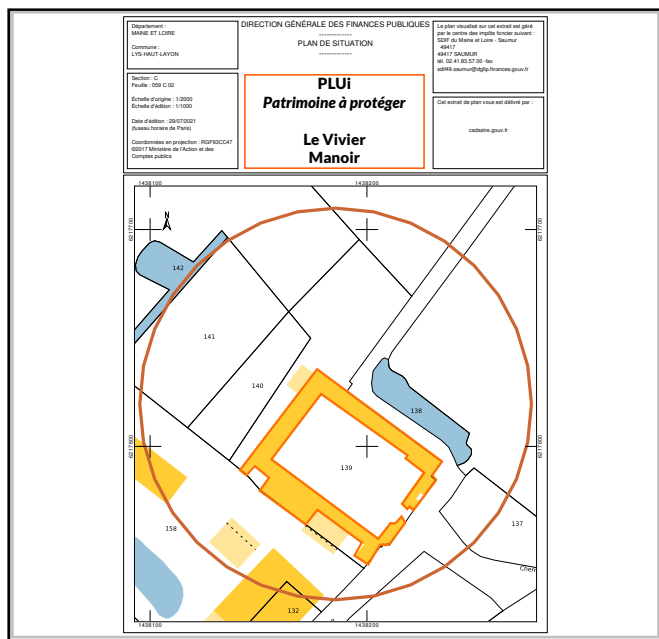 Département :
MAINE ET LOIRE
Commune :
LYS-HAUT-LAYON
Section : C
Feuille : 059 C 02
Échelle d'origine : 1/2000
Échelle d'édition : 1/1000
Date d'édition : 29/07/2021
(fuseau horaire de Paris)
Coordonnées en projection : RGF93CC47
©2017 Ministère de l'Action et des
Comptes publics
DIRECTION GÉNÉRALE DES FINANCES PUBLIQUES
-------------
PLAN DE SITUATION
-------------
PLUi
Patrimoine à protéger
Le Vivier
Manoir
Le plan visualisé sur cet extrait est géré
par le centre des impôts foncier suivant :
SDIF du Maine et Loire - Saumur
49417
49417 SAUMUR
tél. 02.41.83.57.00 -fax
sdif49.saumur@dgfip.finances.gouv.fr
Cet extrait de plan vous est délivré par :
cadastre.gouv.fr
1438100
1438200
6217700
6217700
N
142
141
140
138
139
6217600
6217600
137
158
Chem
132
1438100
1438200